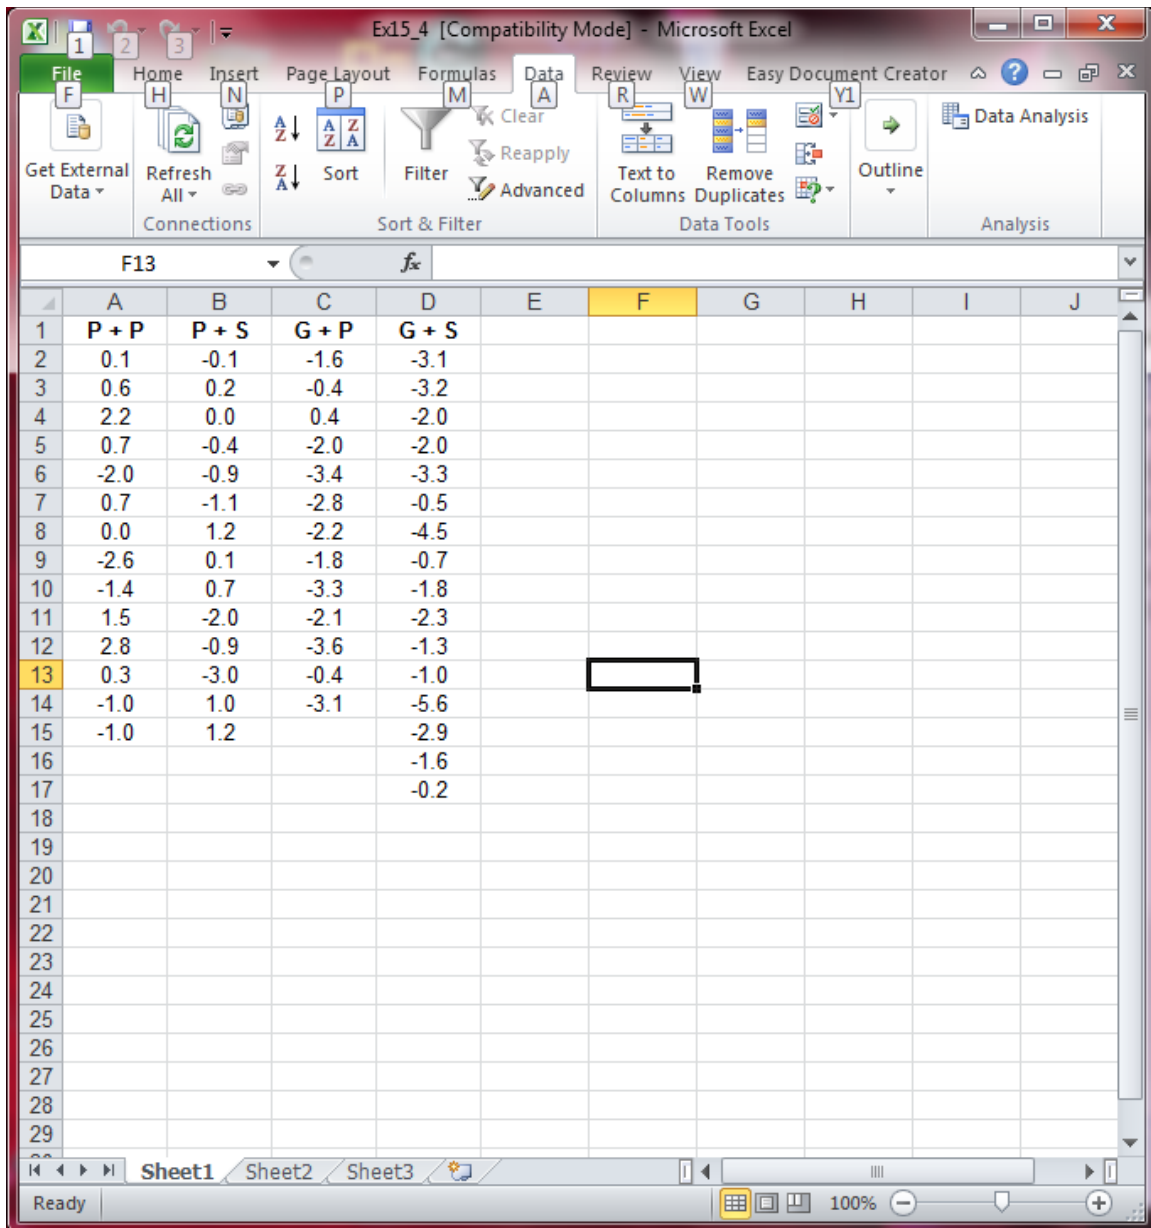 Ex15_4 [Compatibility Mode] - Microsoft Excel
1 2 3
File Home Insert Page Layout Formulas Data Review View Easy Document Creator
F H N P M A R W Y1
Get External Data
Refresh All
Connections
Sort
Filter
Clear
Reapply
Advanced
Sort & Filter
Text to Columns
Remove Duplicates
Data Tools
Outline
Data Analysis
Analysis
F13 fx
A B C D E F G H I J
1 P + P P + S G + P G + S
2 0.1 -0.1 -1.6 -3.1
3 0.6 0.2 -0.4 -3.2
4 2.2 0.0 0.4 -2.0
5 0.7 -0.4 -2.0 -2.0
6 -2.0 -0.9 -3.4 -3.3
7 0.7 -1.1 -2.8 -0.5
8 0.0 1.2 -2.2 -4.5
9 -2.6 0.1 -1.8 -0.7
10 -1.4 0.7 -3.3 -1.8
11 1.5 -2.0 -2.1 -2.3
12 2.8 -0.9 -3.6 -1.3
13 0.3 -3.0 -0.4 -1.0
14 -1.0 1.0 -3.1 -5.6
15 -1.0 1.2 -2.9
16 -1.6
17 -0.2
18
19
20
21
22
23
24
25
26
27
28
29
Sheet1 Sheet2 Sheet3
Ready 100%